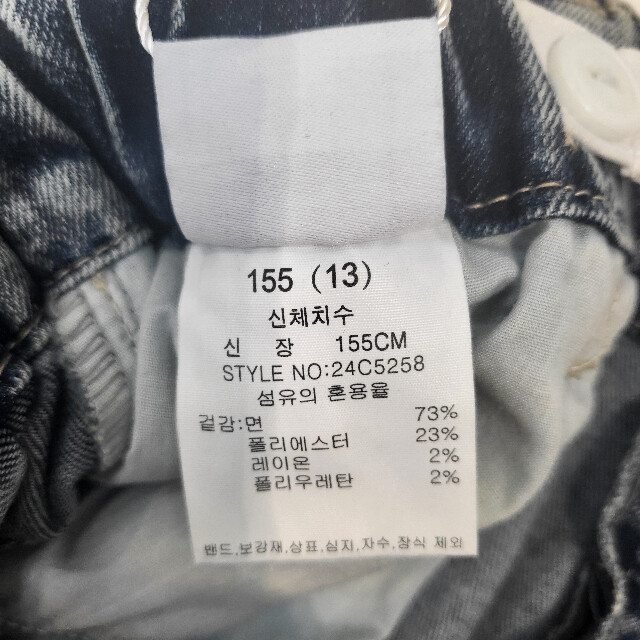 155 (13)
신체치수
신 장 155CM
STYLE NO:24C5258
섬유의 혼용율
겉감:면 73%
폴리에스터 23%
레이온 2%
폴리우레탄 2%
밴드,보강재,상표,심지,자수,장식 제외